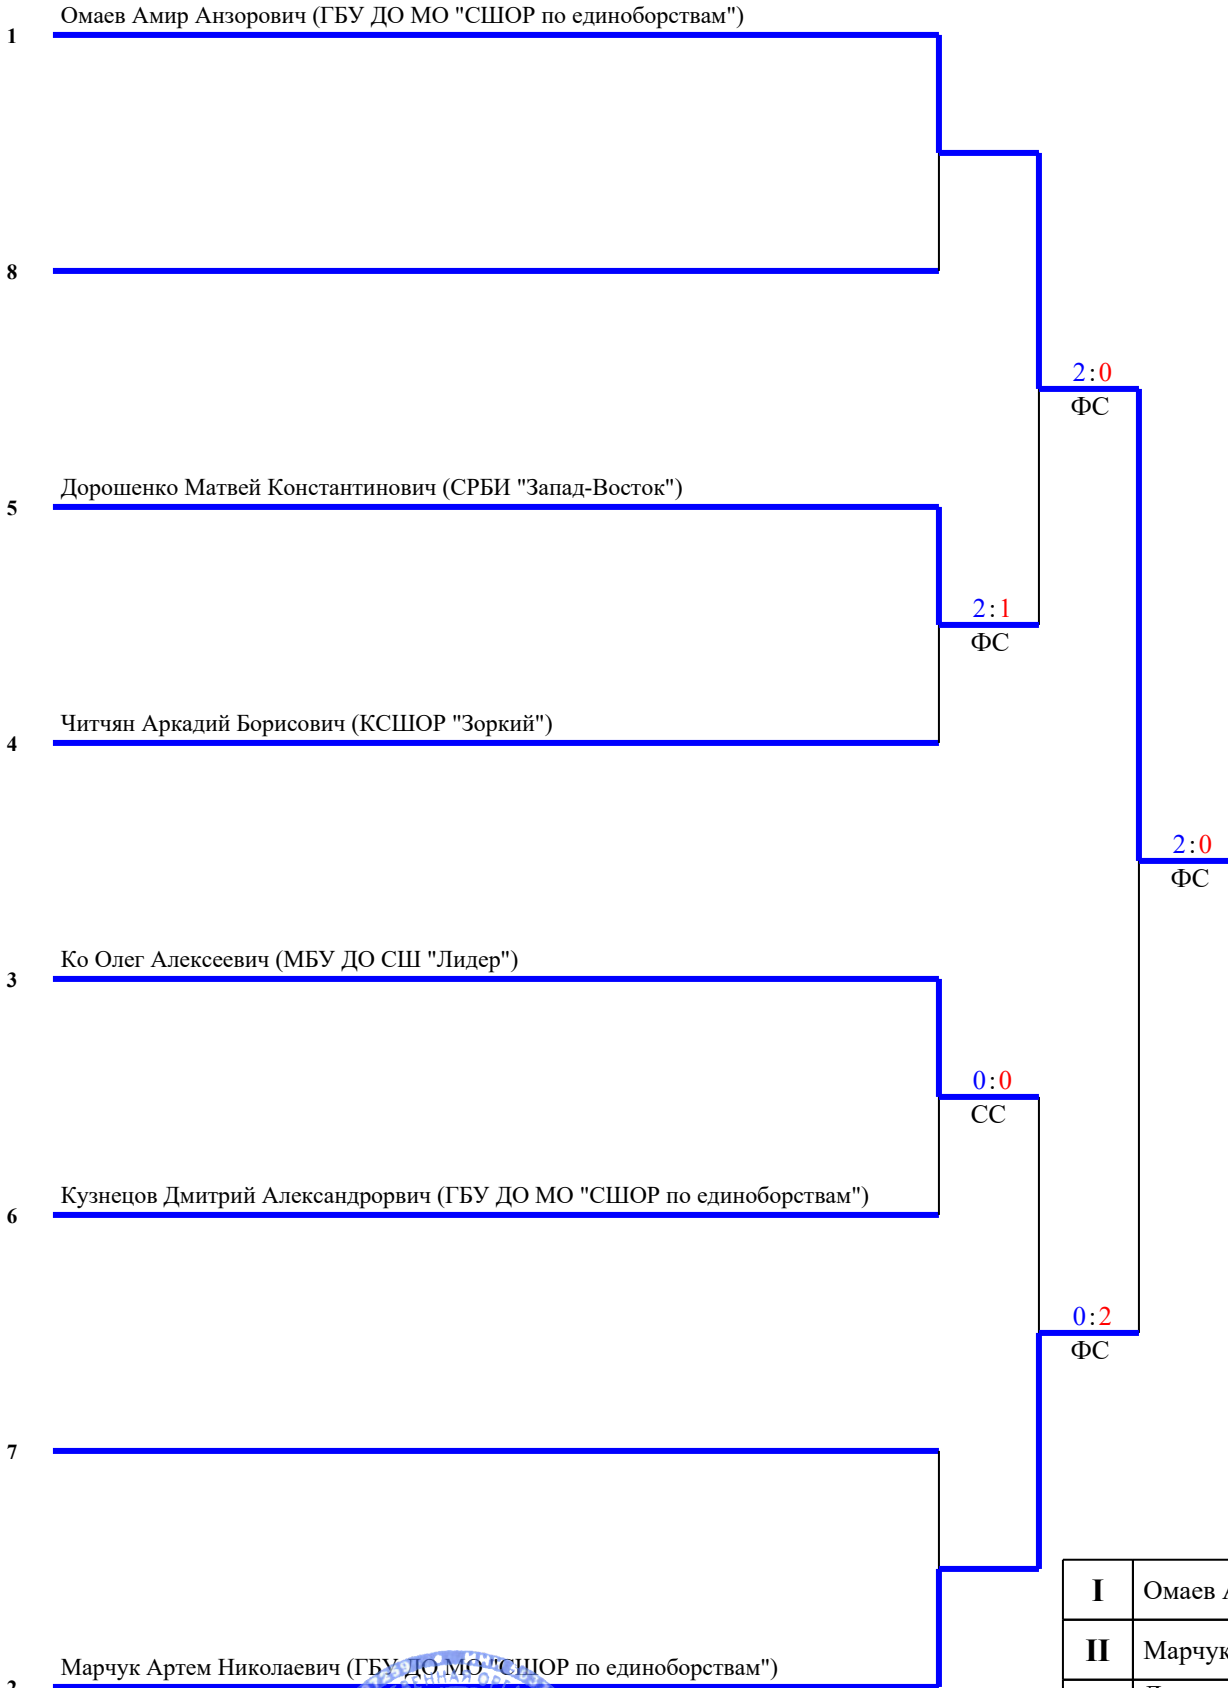 Омаев Амир Анзорович (ГБУ ДО МО "СШОР по единоборствам")
1
8
2:0
ФС
Дорошенко Матвей Константинович (СРБИ "Запад-Восток")
5
2:1
ФС
Читчян Аркадий Борисович (КСШОР "Зоркий")
4
2:0
ФС
Ко Олег Алексеевич (МБУ ДО СШ "Лидер")
3
0:0
СС
Кузнецов Дмитрий Александрорвич (ГБУ ДО МО "СШОР по единоборствам")
6
0:2
ФС
7
I Омаев
II Марчук
Марчук Артем Николаевич (ГБУ ДО МО "СШОР по единоборствам")
2